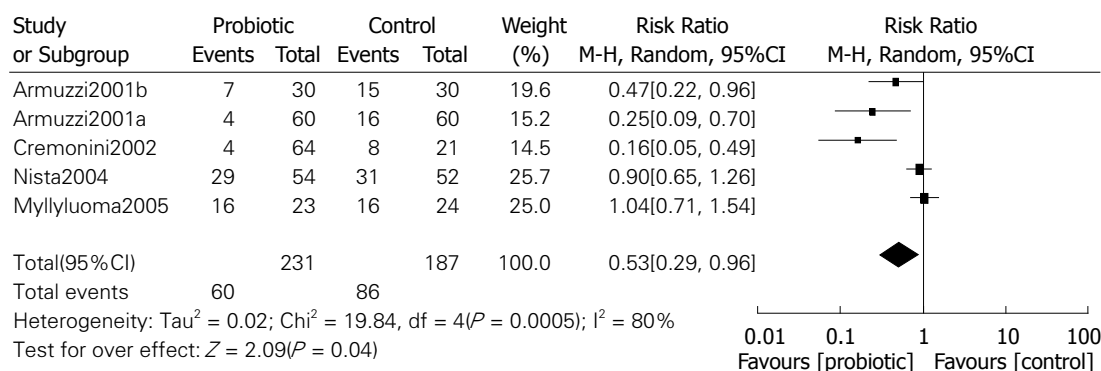 Study Probiotic Control Weight Risk Ratio Risk Ratio
or Subgroup Events Total Events Total (%) M-H, Random, 95%CI M-H, Random, 95%CI
Armuzzi2001b 7 30 15 30 19.6 0.47[0.22, 0.96]
Armuzzi2001a 4 60 16 60 15.2 0.25[0.09, 0.70]
Cremonini2002 4 64 8 21 14.5 0.16[0.05, 0.49]
Nista2004 29 54 31 52 25.7 0.90[0.65, 1.26]
Myllyluoma2005 16 23 16 24 25.0 1.04[0.71, 1.54]
Total(95%CI) 231 187 100.0 0.53[0.29, 0.96]
Total events 60 86
Heterogeneity: Tau² = 0.02; Chi² = 19.84, df = 4(P = 0.0005); I² = 80%
Test for over effect: Z = 2.09(P = 0.04)
0.01 0.1 1 10 100
Favours [probiotic] Favours [control]